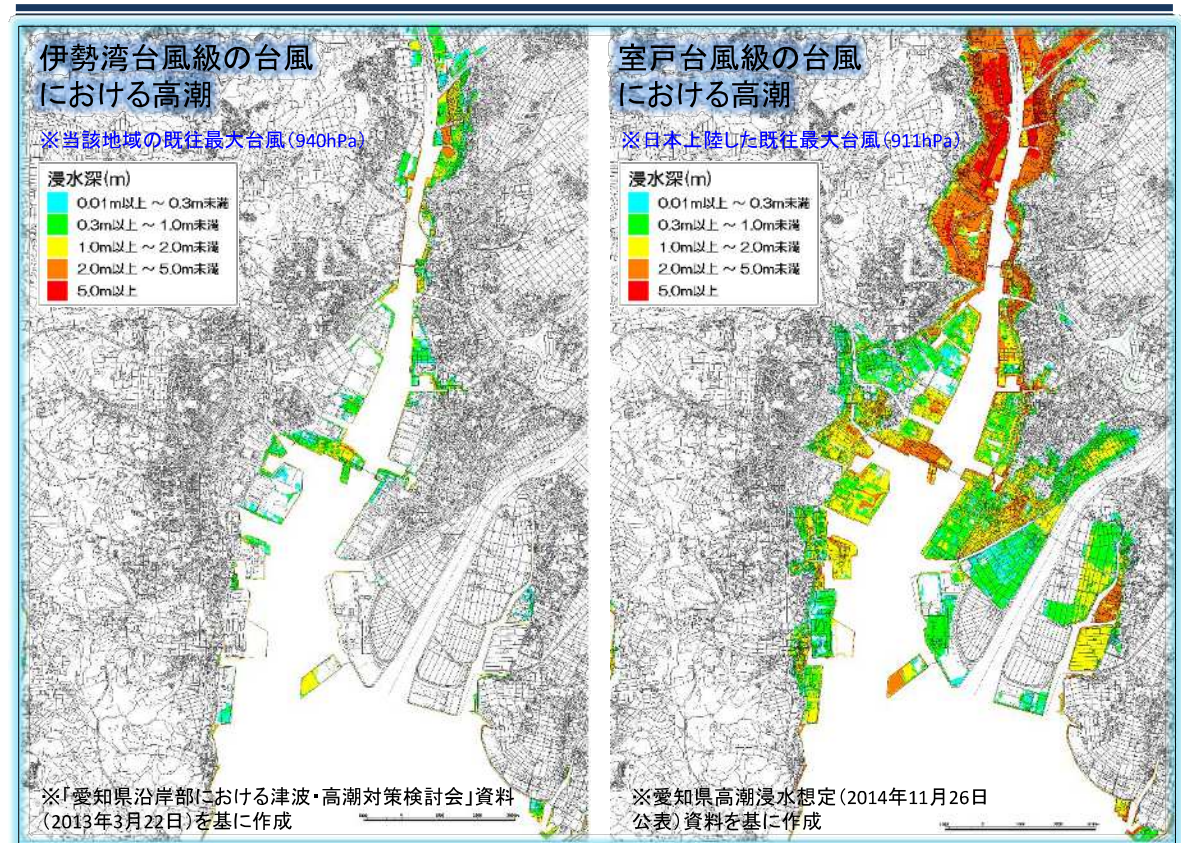 伊勢湾台風級の台風
における高潮
※当該地域の既往最大台風(940hPa)
浸水深(m)
0.01m以上 ～ 0.3m未満
0.3m以上 ～ 1.0m未満
1.0m以上 ～ 2.0m未満
2.0m以上 ～ 5.0m未満
5.0m以上
※「愛知県沿岸部における津波・高潮対策検討会」資料
(2013年3月22日)を基に作成
室戸台風級の台風
における高潮
※日本上陸した既往最大台風(911hPa)
浸水深(m)
0.01m以上 ～ 0.3m未満
0.3m以上 ～ 1.0m未満
1.0m以上 ～ 2.0m未満
2.0m以上 ～ 5.0m未満
5.0m以上
※愛知県高潮浸水想定(2014年11月26日
公表)資料を基に作成